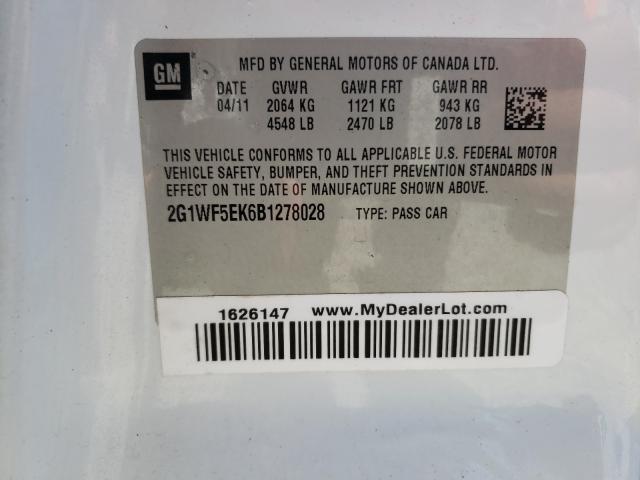 GM
MFD BY GENERAL MOTORS OF CANADA LTD.
DATE GVWR GAWR FRT GAWR RR
04/11 2064 KG 1121 KG 943 KG
4548 LB 2470 LB 2078 LB
THIS VEHICLE CONFORMS TO ALL APPLICABLE U.S. FEDERAL MOTOR
VEHICLE SAFETY, BUMPER, AND THEFT PREVENTION STANDARDS IN
EFFECT ON THE DATE OF MANUFACTURE SHOWN ABOVE.
2G1WF5EK6B1278028 TYPE: PASS CAR
1626147 www.MyDealerLot.com